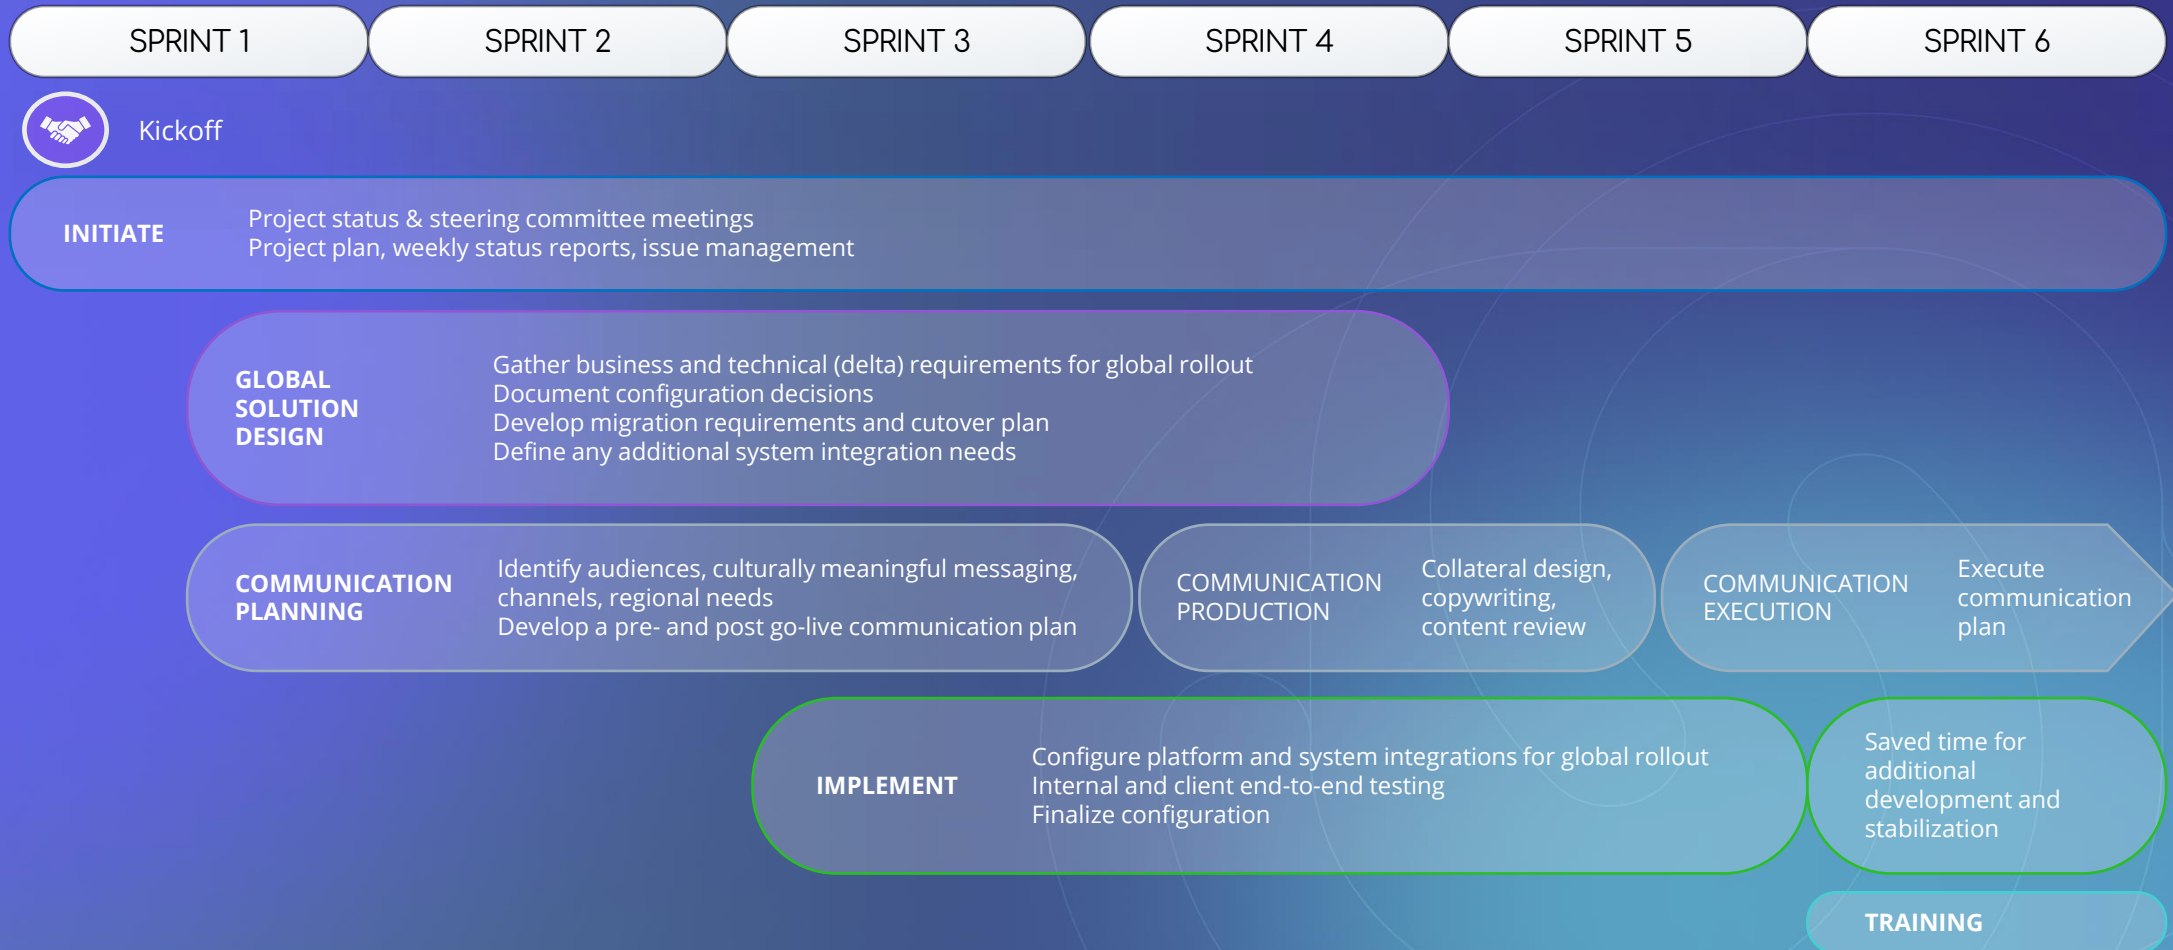 SPRINT 1
SPRINT 2
SPRINT 3
SPRINT 4
SPRINT 5
SPRINT 6
Kickoff
INITIATE
Project status & steering committee meetings
Project plan, weekly status reports, issue management
GLOBAL
SOLUTION
DESIGN
Gather business and technical (delta) requirements for global rollout
Document configuration decisions
Develop migration requirements and cutover plan
Define any additional system integration needs
COMMUNICATION
PLANNING
Identify audiences, culturally meaningful messaging,
channels, regional needs
Develop a pre- and post go-live communication plan
COMMUNICATION
PRODUCTION
Collateral design,
copywriting,
content review
COMMUNICATION
EXECUTION
Execute
communication
plan
IMPLEMENT
Configure platform and system integrations for global rollout
Internal and client end-to-end testing
Finalize configuration
Saved time for
additional
development and
stabilization
TRAINING